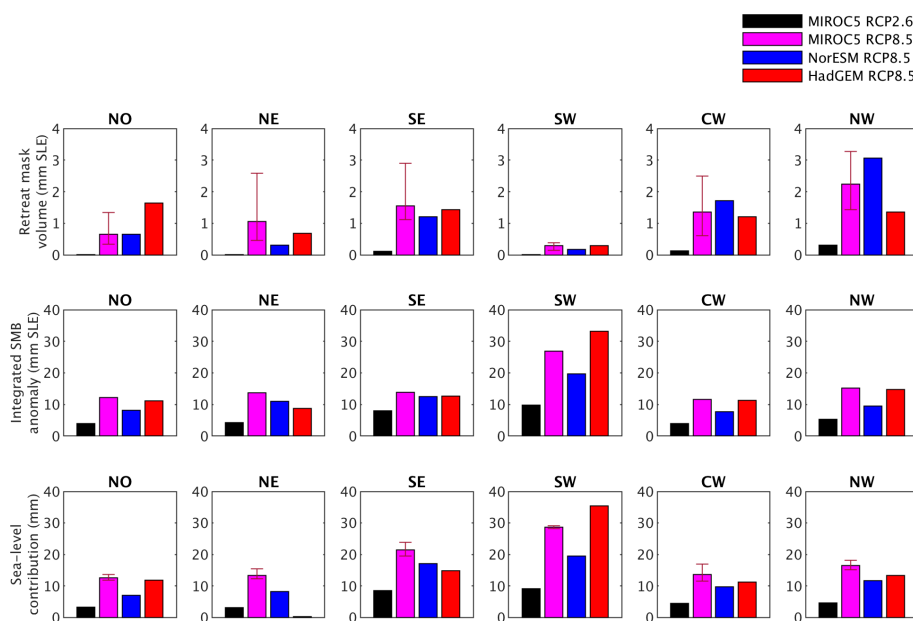 MIROC5 RCP2.6
MIROC5 RCP8.5
NorESM RCP8.5
HadGEM RCP8.5
NO NE SE SW CW NW
Retreat mask
volume (mm SLE)
4 4 4 4 4 4
3 3 3 3 3 3
2 2 2 2 2 2
1 1 1 1 1 1
0 0 0 0 0 0
NO NE SE SW CW NW
Integrated SMB
anomaly (mm SLE)
40 40 40 40 40 40
30 30 30 30 30 30
20 20 20 20 20 20
10 10 10 10 10 10
0 0 0 0 0 0
NO NE SE SW CW NW
Sea-level
contribution (mm)
40 40 40 40 40 40
30 30 30 30 30 30
20 20 20 20 20 20
10 10 10 10 10 10
0 0 0 0 0 0